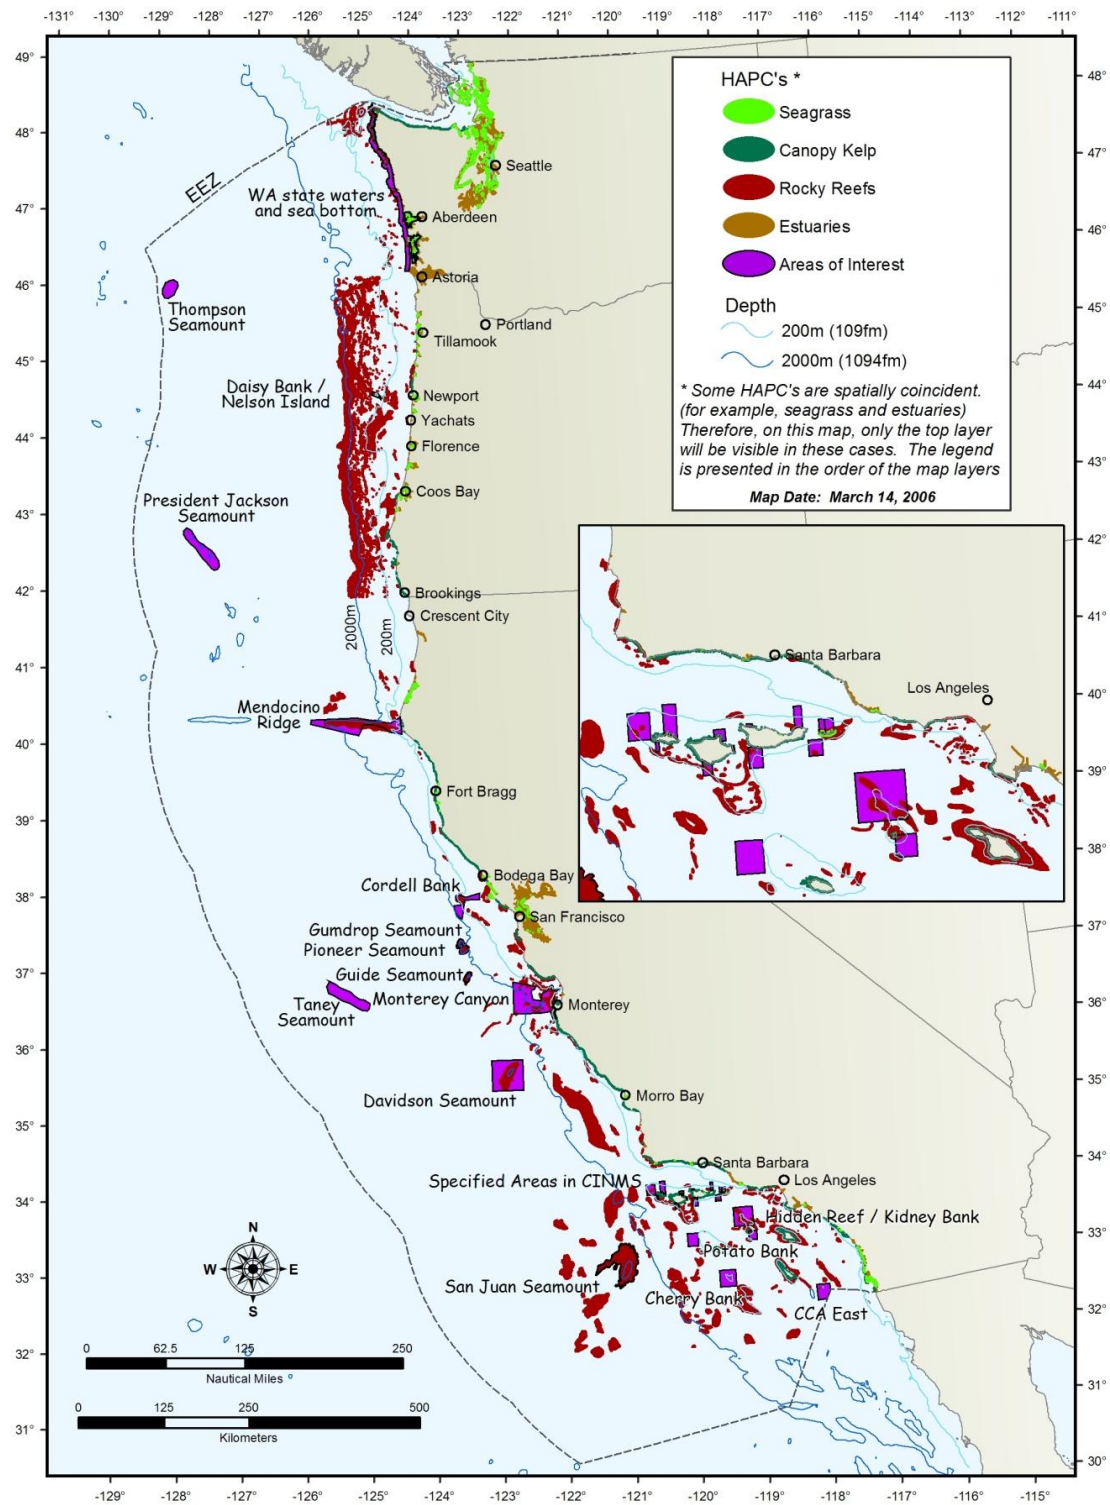 -131° -130° -129° -128° -127° -126° -125° -124° -123° -122° -121° -120° -119° -118° -117° -116° -115° -114° -113° -112° -111°
49°
48°
47°
46°
45°
44°
43°
42°
41°
40°
39°
38°
37°
36°
35°
34°
33°
32°
31°
48°
47°
46°
45°
44°
43°
42°
41°
40°
39°
38°
37°
36°
35°
34°
33°
32°
31°
30°
HAPC's *
Seagrass
Canopy Kelp
Rocky Reefs
Estuaries
Areas of Interest
Depth
200m (109fm)
2000m (1094fm)
* Some HAPC's are spatially coincident.
(for example, seagrass and estuaries)
Therefore, on this map, only the top layer
will be visible in these cases. The legend
is presented in the order of the map layers
Map Date: March 14, 2006
EEZ
Seattle
WA state waters
and sea bottom
Aberdeen
Astoria
Thompson
Seamount
Portland
Tillamook
Daisy Bank /
Nelson Island
Newport
Yachats
Florence
Coos Bay
President Jackson
Seamount
Brookings
Crescent City
2000m
200m
Mendocino
Ridge
Fort Bragg
Bodega Bay
Cordell Bank
San Francisco
Gumdrop Seamount
Pioneer Seamount
Guide Seamount
Monterey Canyon
Monterey
Taney
Seamount
Davidson Seamount
Morro Bay
Santa Barbara
Los Angeles
Specified Areas in CINMS
Hidden Reef / Kidney Bank
Potato Bank
San Juan Seamount
Cherry Bank
CCA East
Santa Barbara
Los Angeles
N
W E
S
0 62.5 125 250
Nautical Miles
0 125 250 500
Kilometers
-129° -128° -127° -126° -125° -124° -123° -122° -121° -120° -119° -118° -117° -116° -115°